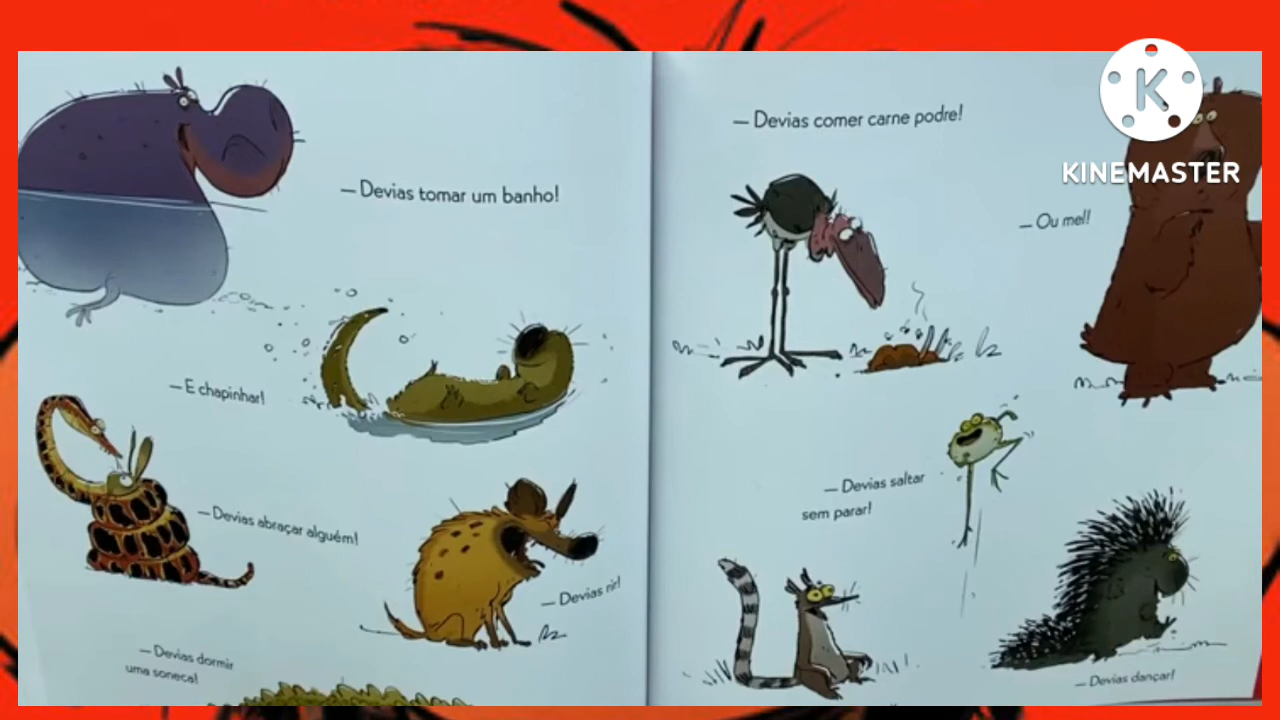 — Devias tomar um banho!
— E chapinhar!
— Devias abraçar alguém!
— Devias rir!
— Devias dormir
uma soneca!
— Devias comer carne podre!
— Ou mel!
— Devias saltar
sem parar!
— Devias dançar!
K
KINEMASTER